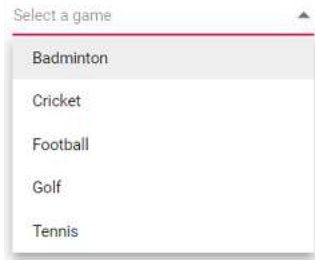 Select a game
Badminton
Cricket
Football
Golf
Tennis